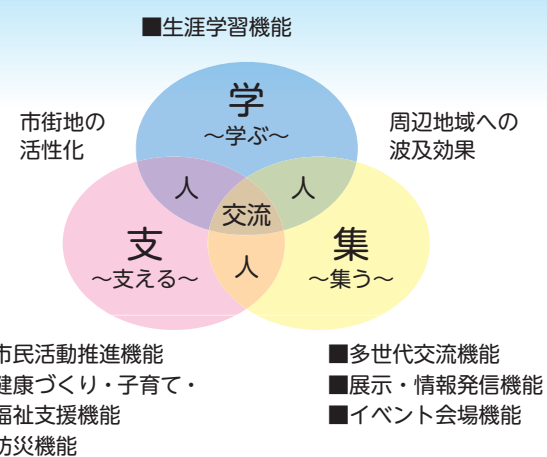 ■生涯学習機能
市街地の
活性化
周辺地域への
波及効果
学
～学ぶ～
人
人
交流
支
～支える～
人
集
～集う～
市民活動推進機能
健康づくり・子育て・
福祉支援機能
防災機能
■多世代交流機能
■展示・情報発信機能
■イベント会場機能